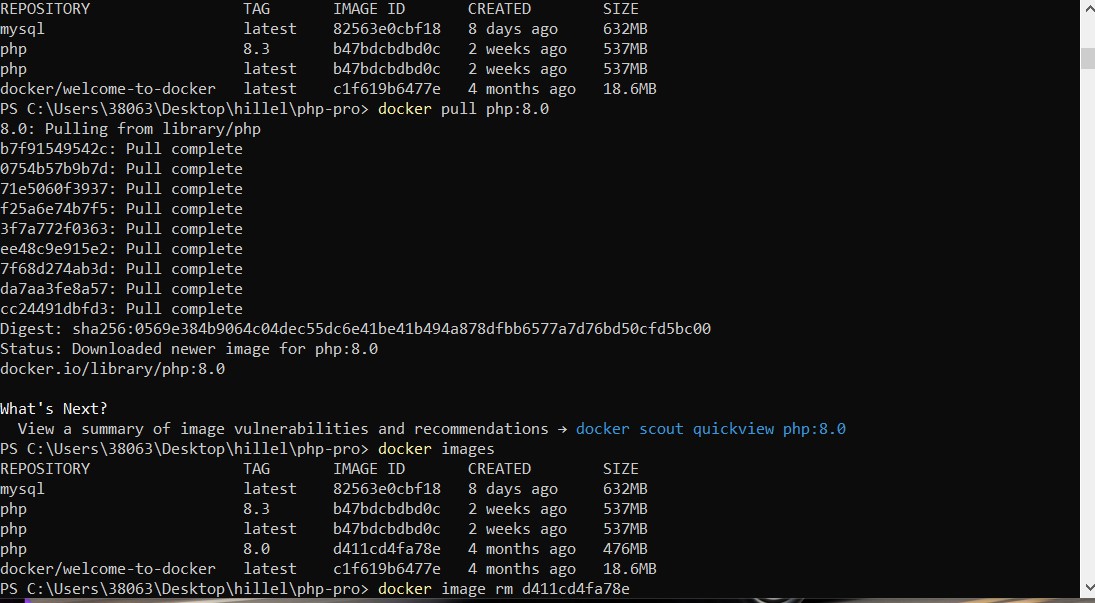 REPOSITORY TAG IMAGE ID CREATED SIZE
mysql latest 82563e0cbf18 8 days ago 632MB
php 8.3 b47bdcbdbd0c 2 weeks ago 537MB
php latest b47bdcbdbd0c 2 weeks ago 537MB
docker/welcome-to-docker latest c1f619b6477e 4 months ago 18.6MB
PS C:\Users\38063\Desktop\hillel\php-pro> docker pull php:8.0
8.0: Pulling from library/php
b7f91549542c: Pull complete
0754b57b9b7d: Pull complete
71e5060f3937: Pull complete
f25a6e74b7f5: Pull complete
3f7a772f0363: Pull complete
ee48c9e915e2: Pull complete
7f68d274ab3d: Pull complete
da7aa3fe8a57: Pull complete
cc24491dbfd3: Pull complete
Digest: sha256:0569e384b9064c04dec55dc6e41be41b494a878dfbb6577a7d76bd50cfd5bc00
Status: Downloaded newer image for php:8.0
docker.io/library/php:8.0
What's Next?
View a summary of image vulnerabilities and recommendations → docker scout quickview php:8.0
PS C:\Users\38063\Desktop\hillel\php-pro> docker images
REPOSITORY TAG IMAGE ID CREATED SIZE
mysql latest 82563e0cbf18 8 days ago 632MB
php 8.3 b47bdcbdbd0c 2 weeks ago 537MB
php latest b47bdcbdbd0c 2 weeks ago 537MB
php 8.0 d411cd4fa78e 4 months ago 476MB
docker/welcome-to-docker latest c1f619b6477e 4 months ago 18.6MB
PS C:\Users\38063\Desktop\hillel\php-pro> docker image rm d411cd4fa78e